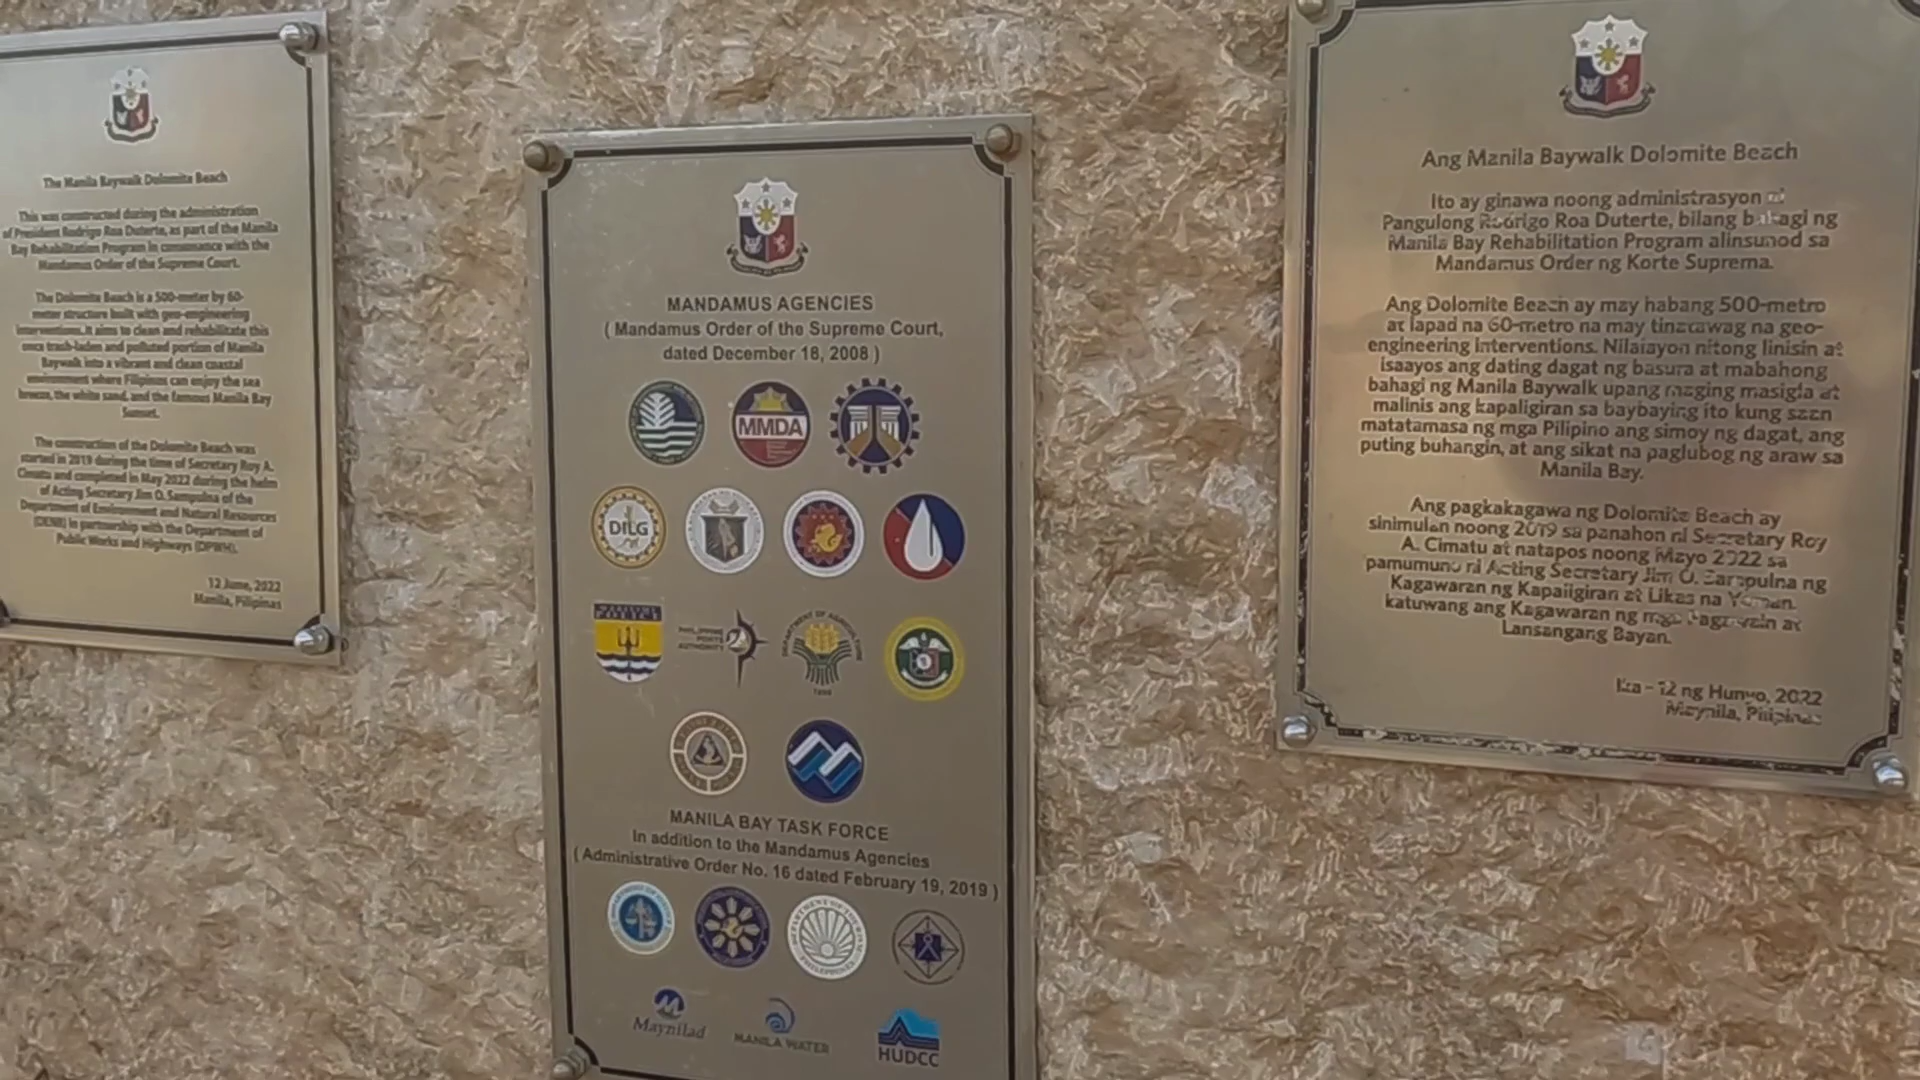 The Manila Baywalk Dolomite Beach
This was constructed during the administration
of President Rodrigo Roa Duterte, as part of the Manila
Bay Rehabilitation Program in consonance with the
Mandamus Order of the Supreme Court.
The Dolomite Beach is a 500-meter by 60-
meter structure built with geo-engineering
interventions. It aims to clean and rehabilitate this
once trash-laden and polluted portion of Manila
Baywalk into a vibrant and clean coastal
environment where Filipinos can enjoy the sea
breeze, the white sand, and the famous Manila Bay
Sunset.
The construction of the Dolomite Beach was
started in 2019 during the time of Secretary Roy A.
Cimatu and completed in May 2022 during the helm
of Acting Secretary Jim O. Sampulna of the
Department of Environment and Natural Resources
(DENR) in partnership with the Department of
Public Works and Highways (DPWH).
12 June, 2022
Manila, Pilipinas
MANDAMUS AGENCIES
( Mandamus Order of the Supreme Court,
dated December 18, 2008 )
MMDA
DILG
POLICE
PHILIPPINE
PORTS
AUTHORITY
DEPARTMENT OF AGRICULTURE
MANILA BAY TASK FORCE
In addition to the Mandamus Agencies
( Administrative Order No. 16 dated February 19, 2019 )
Maynilad
MANILA WATER
HUDCC
Ang Manila Baywalk Dolomite Beach
Ito ay ginawa noong administrasyon ni
Pangulong Rodrigo Roa Duterte, bilang bahagi ng
Manila Bay Rehabilitation Program alinsunod sa
Mandamus Order ng Korte Suprema.
Ang Dolomite Beach ay may habang 500-metro
at lapad na 60-metro na may tinatawag na geo-
engineering interventions. Nilalayon nitong linisin at
isaayos ang dating dagat ng basura at mabahong
bahagi ng Manila Baywalk upang maging masigla at
malinis ang kapaligiran sa baybaying ito kung saan
matatamasa ng mga Pilipino ang simoy ng dagat, ang
puting buhangin, at ang sikat na paglubog ng araw sa
Manila Bay.
Ang pagkakagawa ng Dolomite Beach ay
sinimulan noong 2019 sa panahon ni Secretary Roy
A. Cimatu at natapos noong Mayo 2022 sa
pamumuno ni Acting Secretary Jim O. Sampulna ng
Kagawaran ng Kapaligiran at Likas na Yaman
katuwang ang Kagawaran ng mga Pagawain at
Lansangang Bayan.
Ika - 12 ng Hunyo, 2022
Maynila, Pilipinas